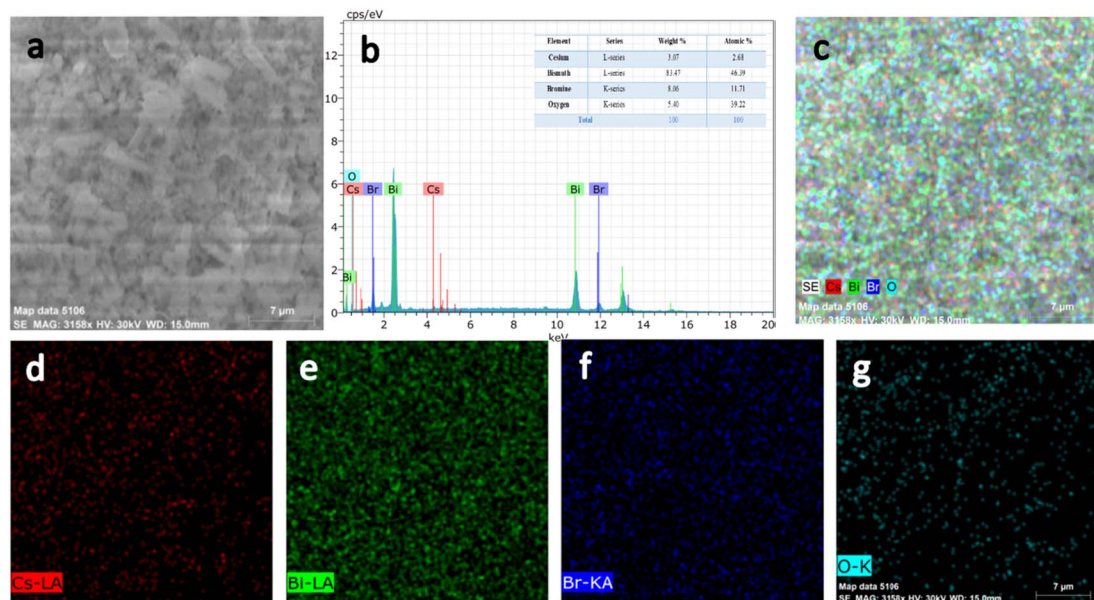 a
Map data 5106
SE MAG: 3158x HV: 30kV WD: 15.0mm
7 µm
b
cps/eV
12
10
8
6
4
2
0
2 4 6 8 10 12 14 16 18 20
keV
O
Cs Br Bi Cs Bi Br
Bi
Element Series Weight % Atomic %
Cesium L-series 3.07 2.68
Bismuth L-series 83.47 46.39
Bromine K-series 8.06 11.71
Oxygen K-series 5.40 39.22
Total 100 100
c
SE Cs Bi Br O
Map data 5106
SE MAG: 3158x HV: 30kV WD: 15.0mm
7 µm
d
Cs-LA
e
Bi-LA
f
Br-KA
g
O-K
Map data 5106
SE MAG: 3158x HV: 30kV WD: 15.0mm
7 µm